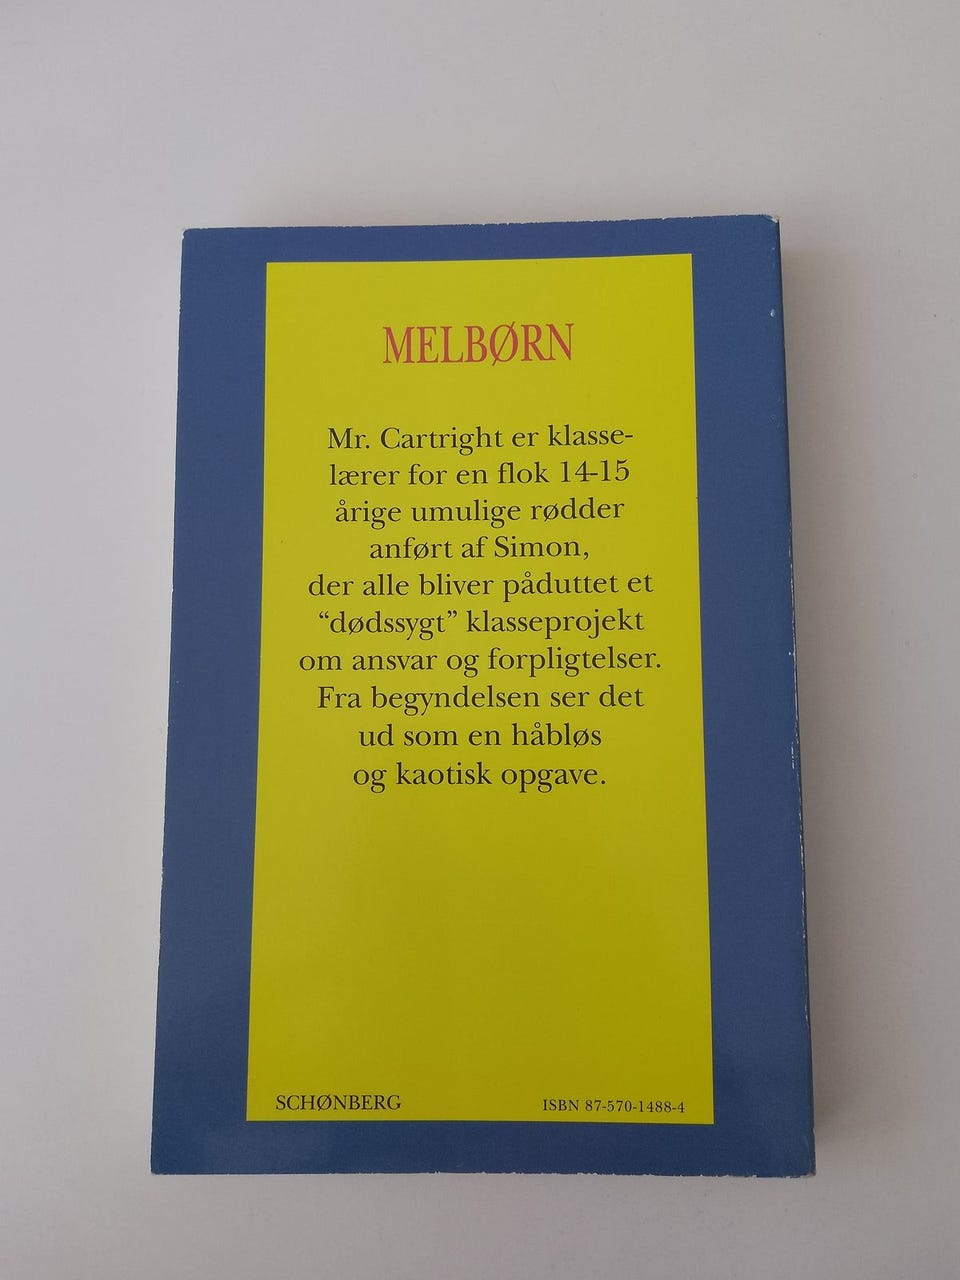 MELBØRN
Mr. Cartright er klasse-
lærer for en flok 14-15
årige umulige rødder
anført af Simon,
der alle bliver påduttet et
“dødssygt” klasseprojekt
om ansvar og forpligtelser.
Fra begyndelsen ser det
ud som en håbløs
og kaotisk opgave.
SCHØNBERG
ISBN 87-570-1488-4